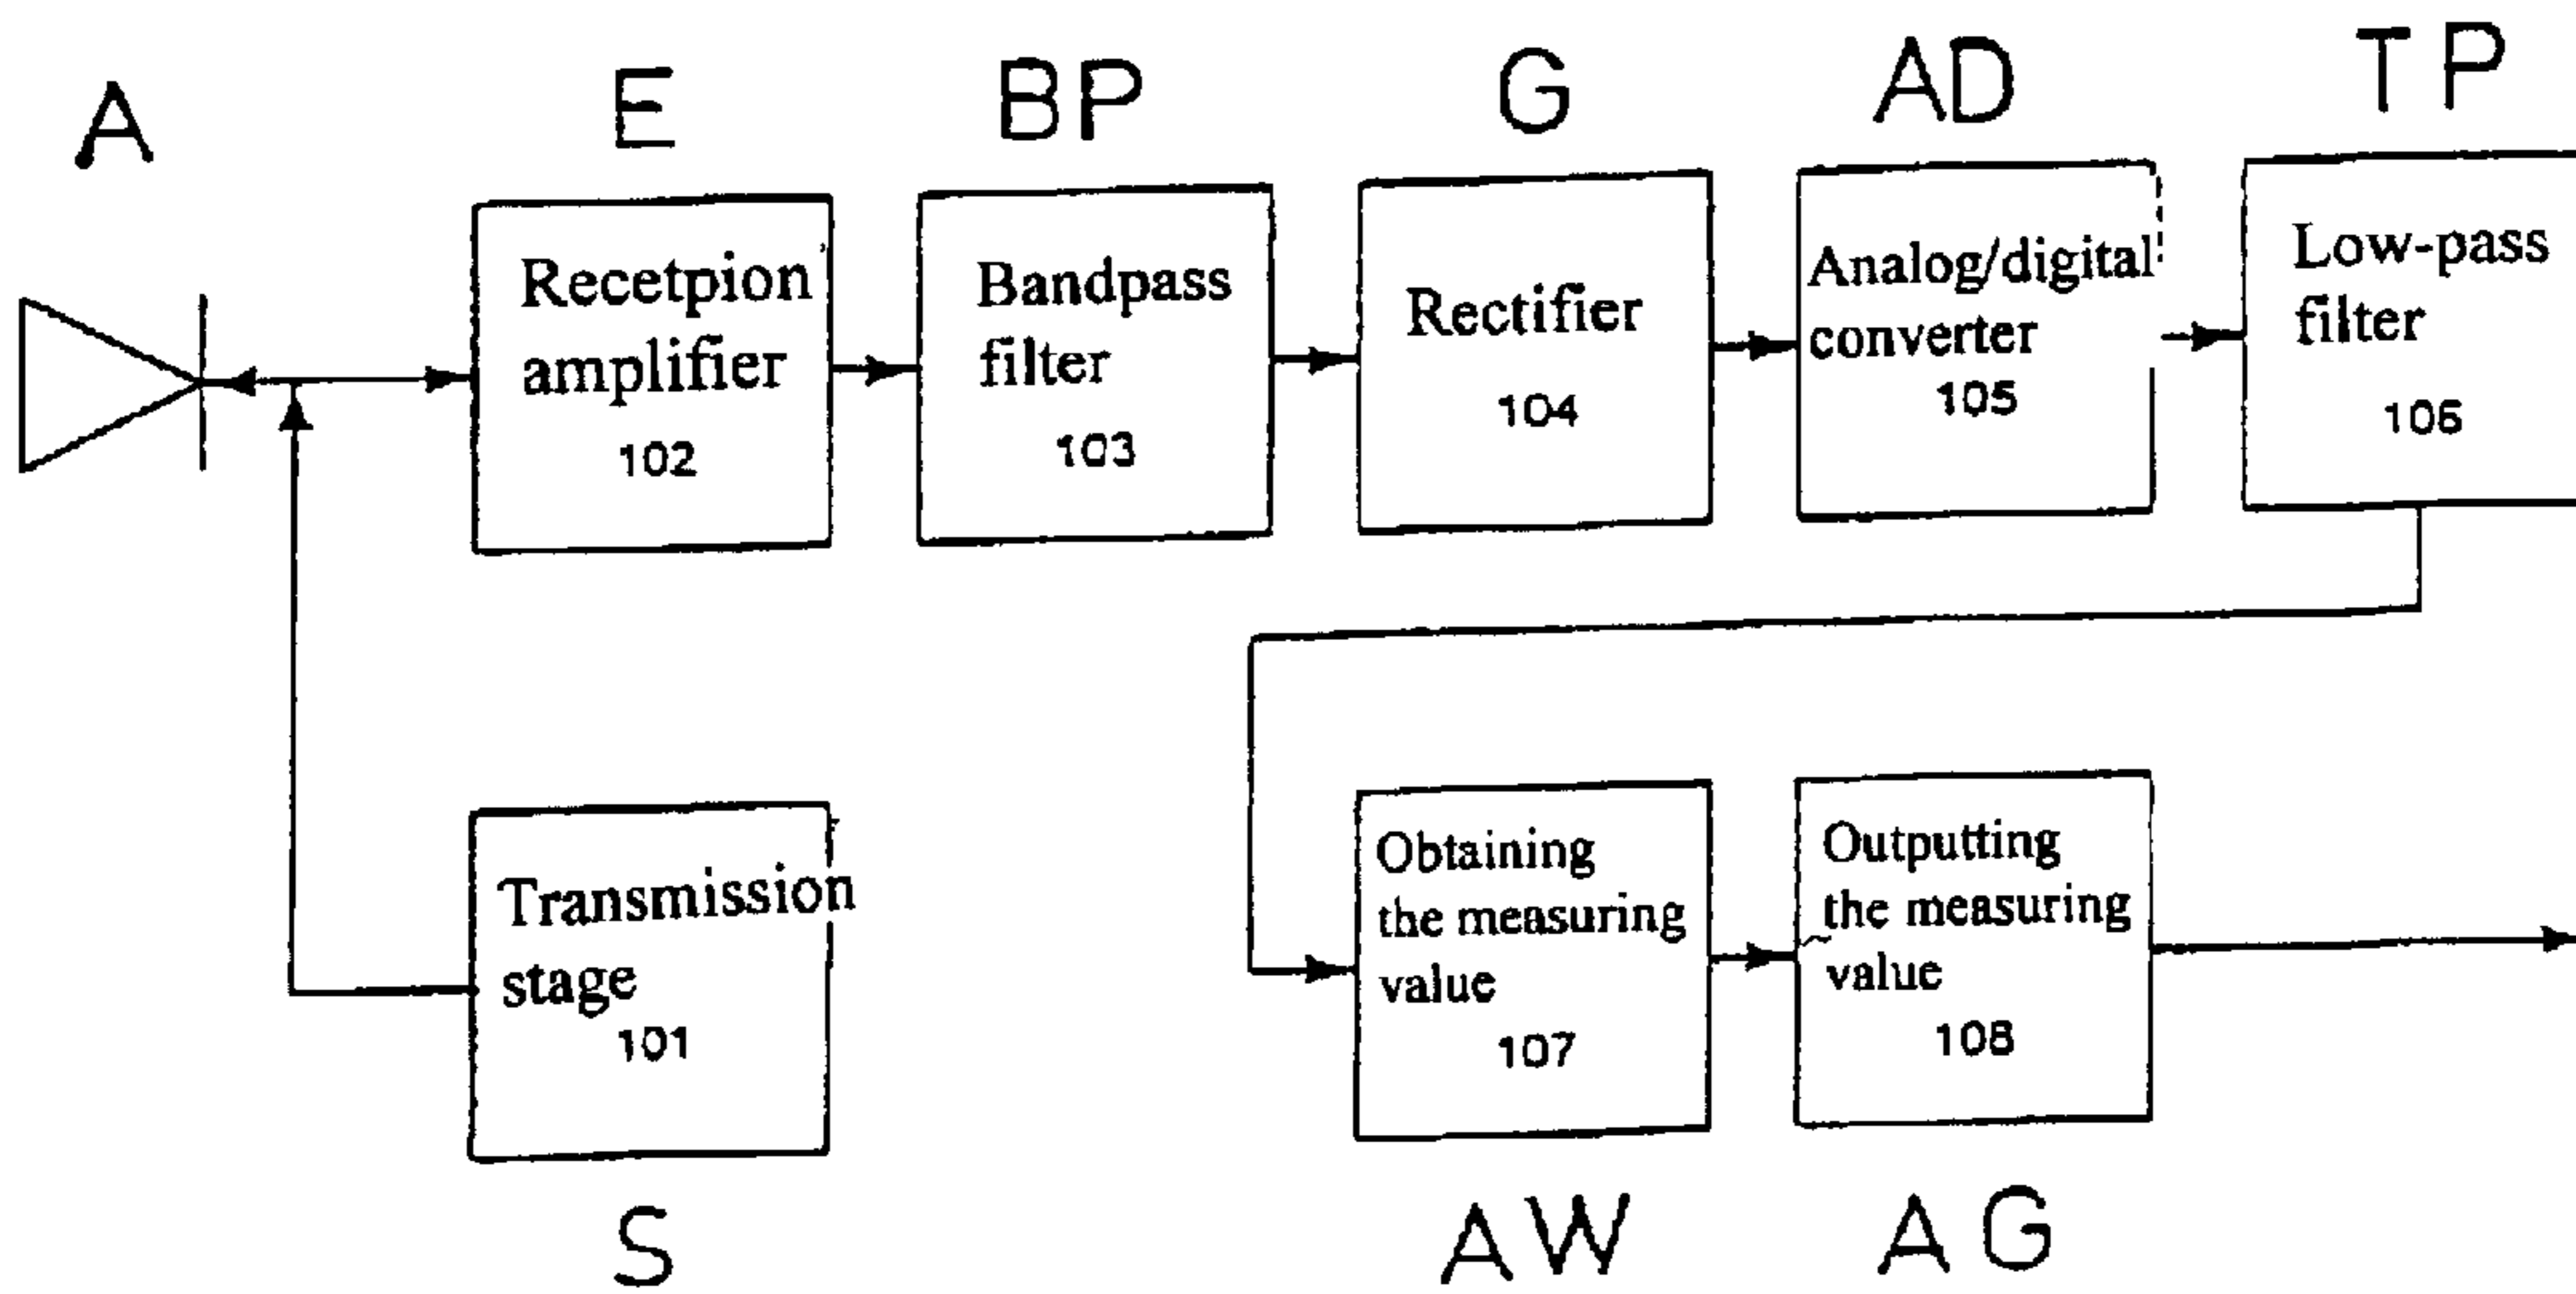 A
E
BP
G
AD
TP
Recetpion
amplifier
102
Bandpass
filter
103
Rectifier
104
Analog/digital
converter
105
Low-pass
filter
106
Transmission
stage
101
S
Obtaining
the measuring
value
107
AW
Outputting
the measuring
value
108
AG